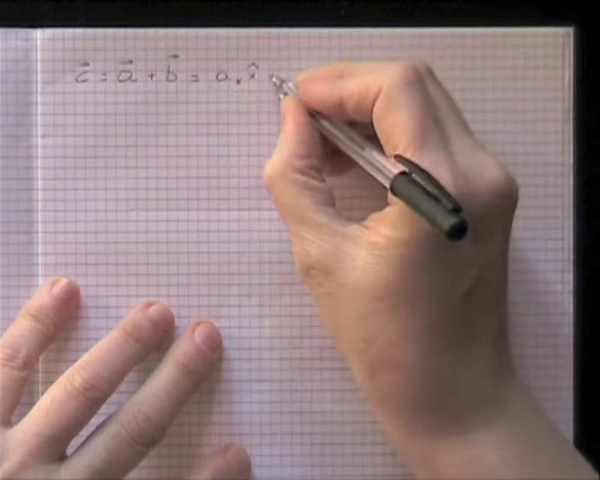 c⃗ = a⃗ + b⃗ = aₓ x̂